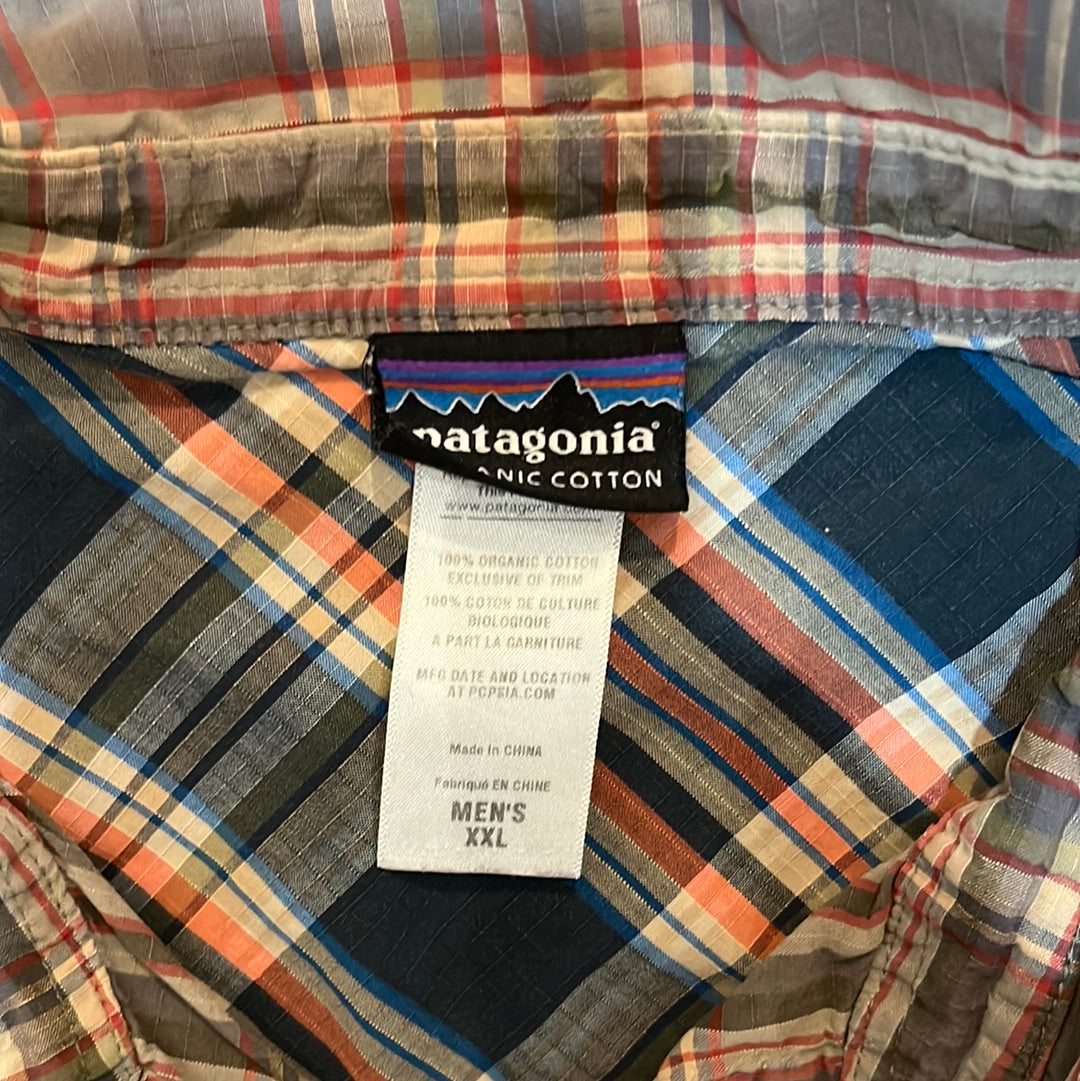 patagonia®
ANIC COTTON
www.patagonia
100% ORGANIC COTTON
EXCLUSIVE OF TRIM
100% COTON DE CULTURE
BIOLOGIQUE
A PART LA GARNITURE
MFG DATE AND LOCATION
AT PCPSIA.COM
Made in CHINA
Fabriqué EN CHINE
MEN'S
XXL